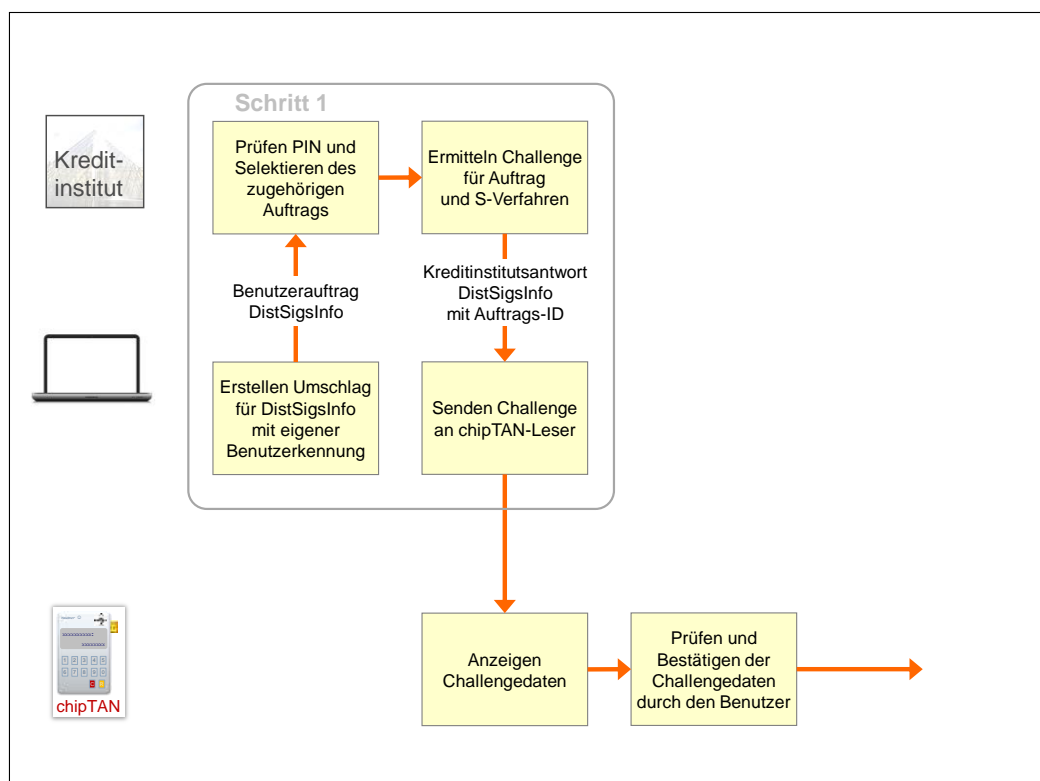 Schritt 1
Kredit-
institut
Prüfen PIN und
Selektieren des
zugehörigen
Auftrags
Ermitteln Challenge
für Auftrag
und S-Verfahren
Benutzerauftrag
DistSigsInfo
Kreditinstitutsantwort
DistSigsInfo
mit Auftrags-ID
Erstellen Umschlag
für DistSigsInfo
mit eigener
Benutzerkennung
Senden Challenge
an chipTAN-Leser
chipTAN
Anzeigen
Challengedaten
Prüfen und
Bestätigen der
Challengedaten
durch den Benutzer